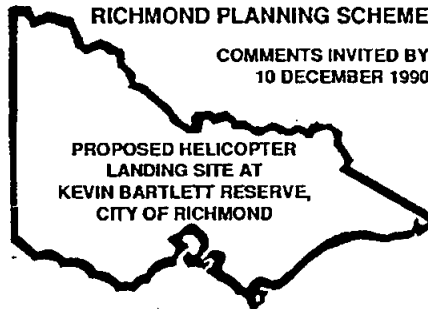 RICHMOND PLANNING SCHEME
COMMENTS INVITED BY
10 DECEMBER 1990
PROPOSED HELICOPTER
LANDING SITE AT
KEVIN BARTLETT RESERVE,
CITY OF RICHMOND